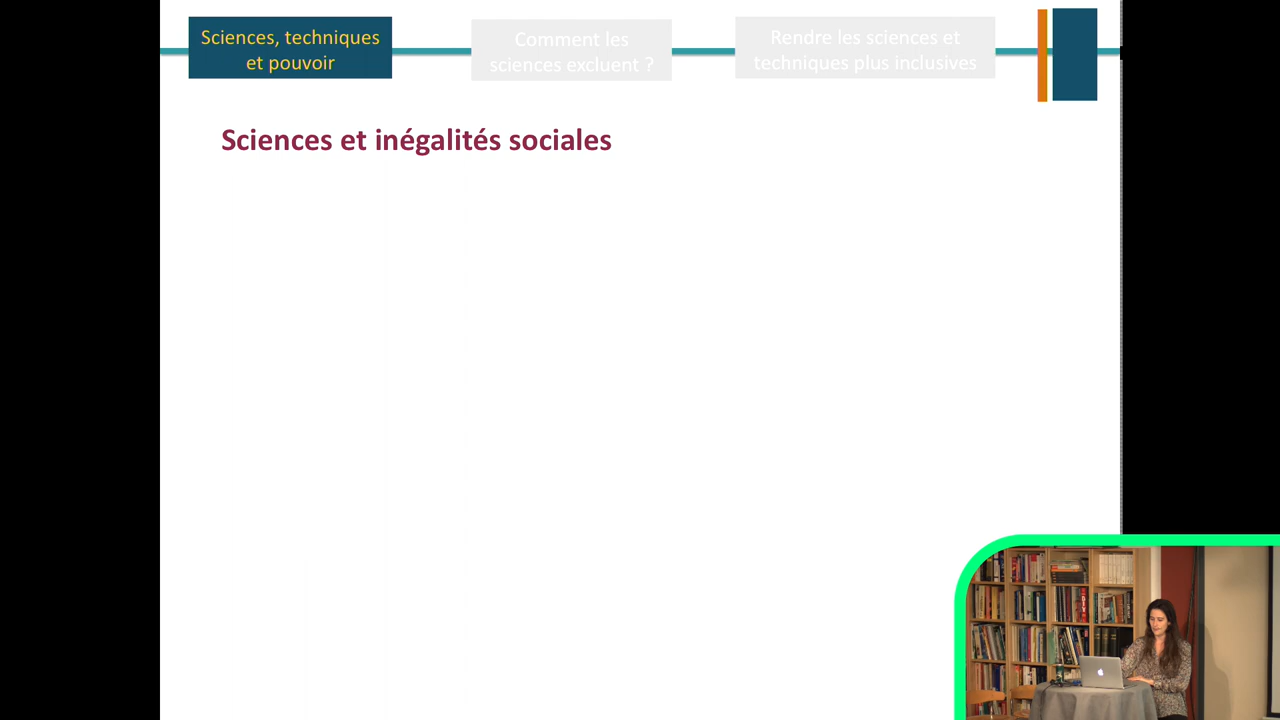 Sciences, techniques
et pouvoir
Comment les
sciences excluent ?
Rendre les sciences et
techniques plus inclusives
Sciences et inégalités sociales